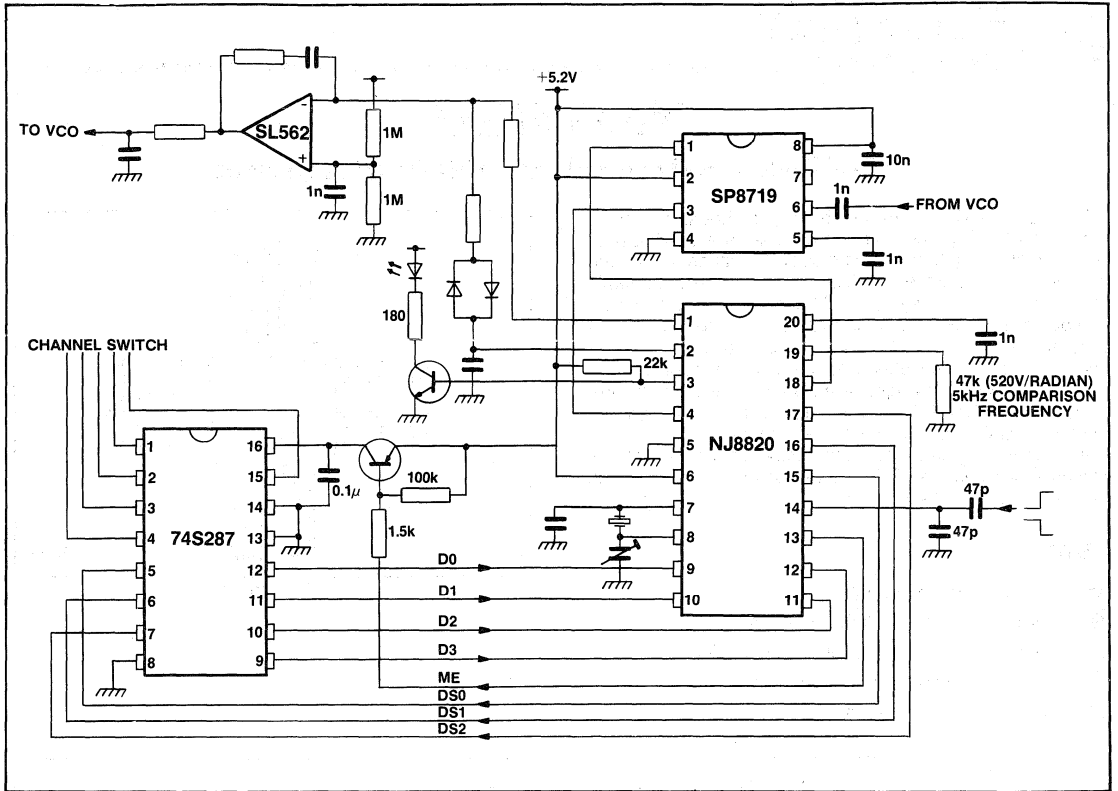 +5.2V
TO VCO
SL562
-
+
1M
1n
1M
1
2
3
4
SP8719
8
7
6
5
10n
1n
FROM VCO
1n
180
22k
CHANNEL SWITCH
1
2
3
4
5
6
7
8
74S287
16
15
14
13
12
11
10
9
0.1μ
100k
1.5k
1
2
3
4
5
6
7
8
9
10
NJ8820
20
19
18
17
16
15
14
13
12
11
1n
47k (520V/RADIAN)
5kHz COMPARISON
FREQUENCY
47p
47p
D0
D1
D2
D3
ME
DS0
DS1
DS2